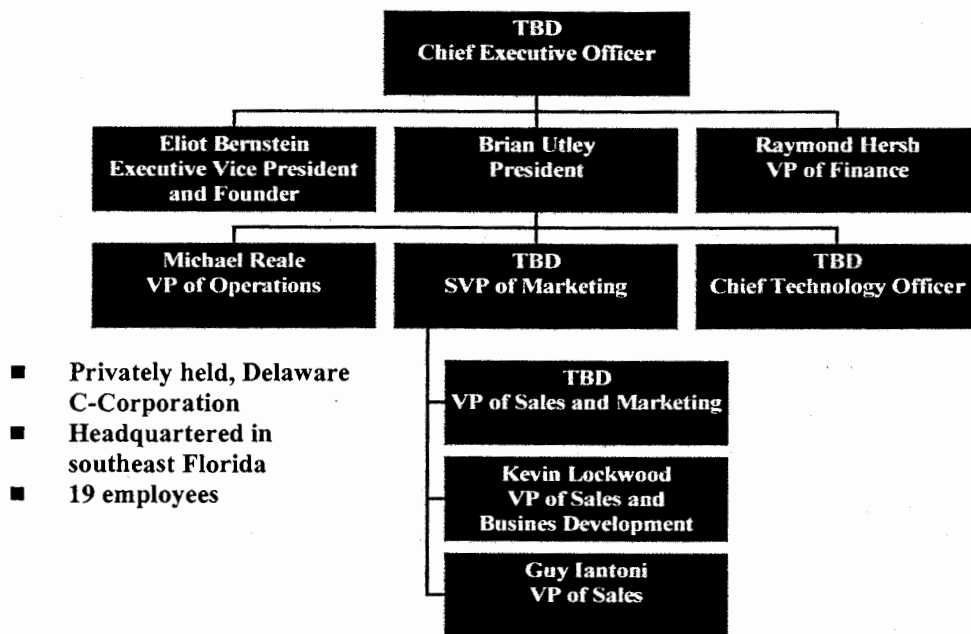 TBD
Chief Executive Officer
Eliot Bernstein
Executive Vice President
and Founder
Brian Utley
President
Raymond Hersh
VP of Finance
Michael Reale
VP of Operations
TBD
SVP of Marketing
TBD
Chief Technology Officer
■ Privately held, Delaware
C-Corporation
■ Headquartered in
southeast Florida
■ 19 employees
TBD
VP of Sales and Marketing
Kevin Lockwood
VP of Sales and
Busines Development
Guy Iantoni
VP of Sales